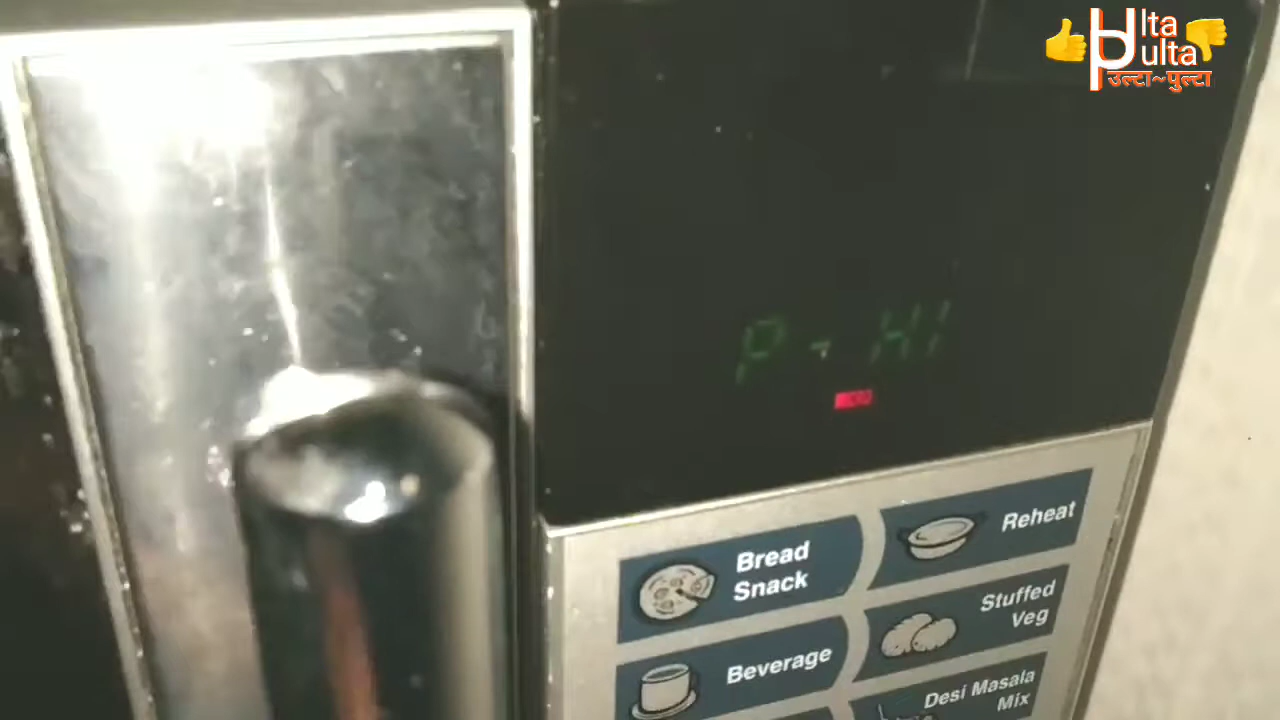 Ulta
Pulta
उल्टा~पुल्टा
P-HI
Bread
Snack
Reheat
Stuffed
Veg
Beverage
Desi Masala
Mix